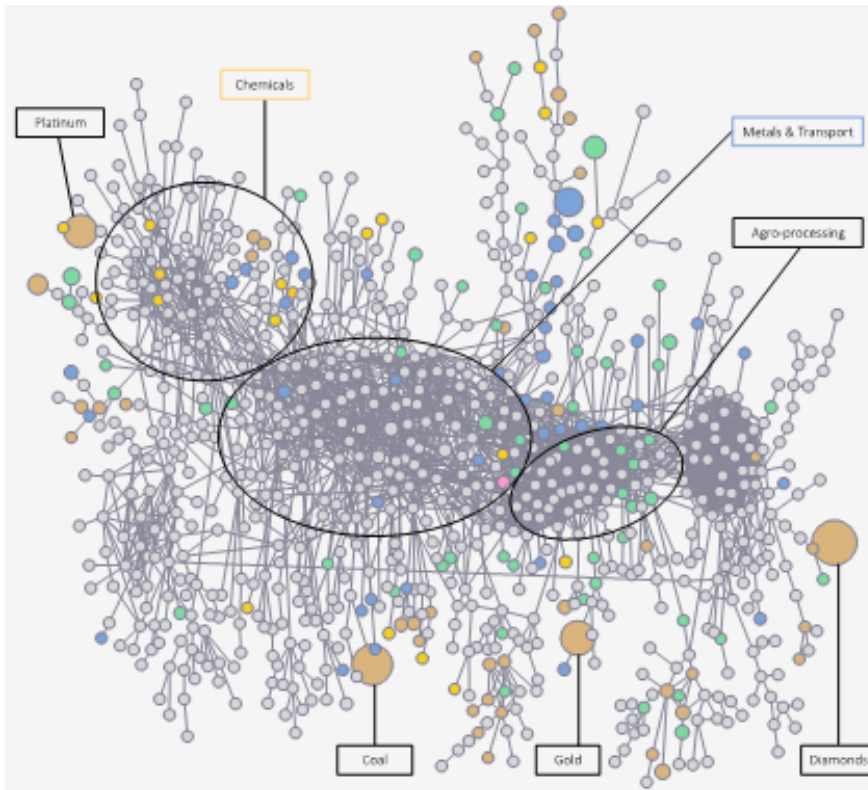 Chemicals
Platinum
Metals & Transport
Agro-processing
Coal
Gold
Diamonds